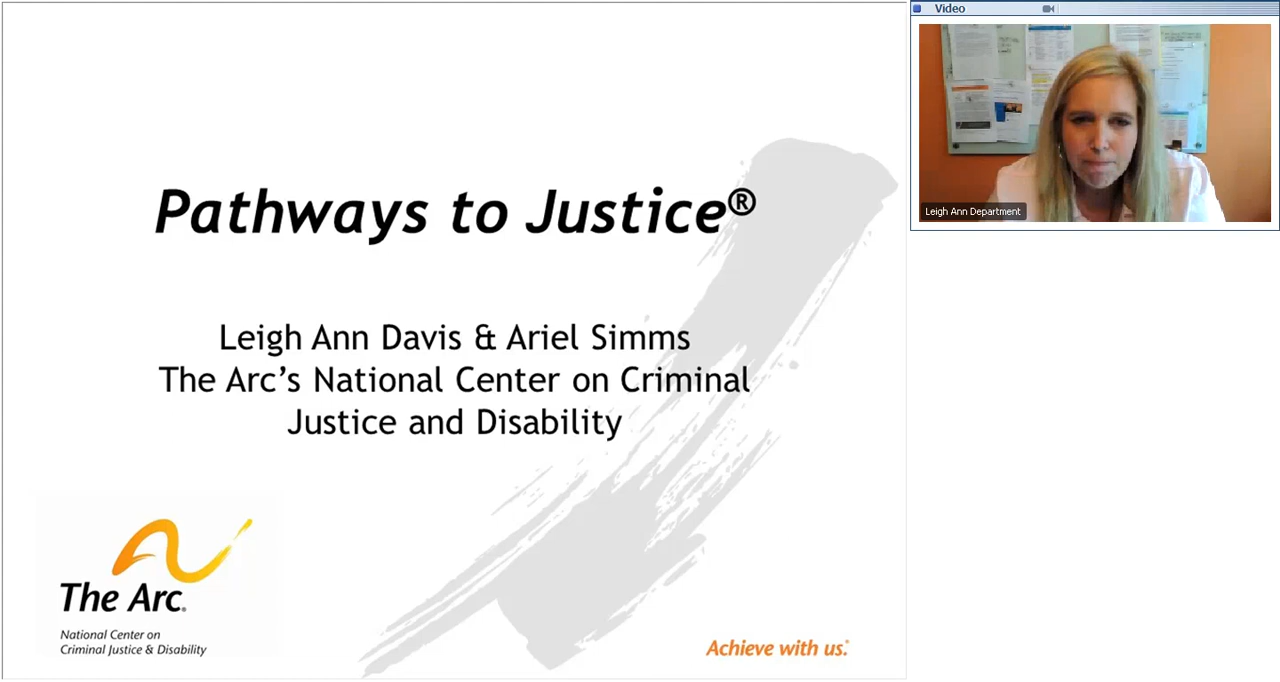 Video
Pathways to Justice®
Leigh Ann Davis & Ariel Simms
The Arc's National Center on Criminal
Justice and Disability
The Arc®
National Center on
Criminal Justice & Disability
Achieve with us.®
Leigh Ann Department